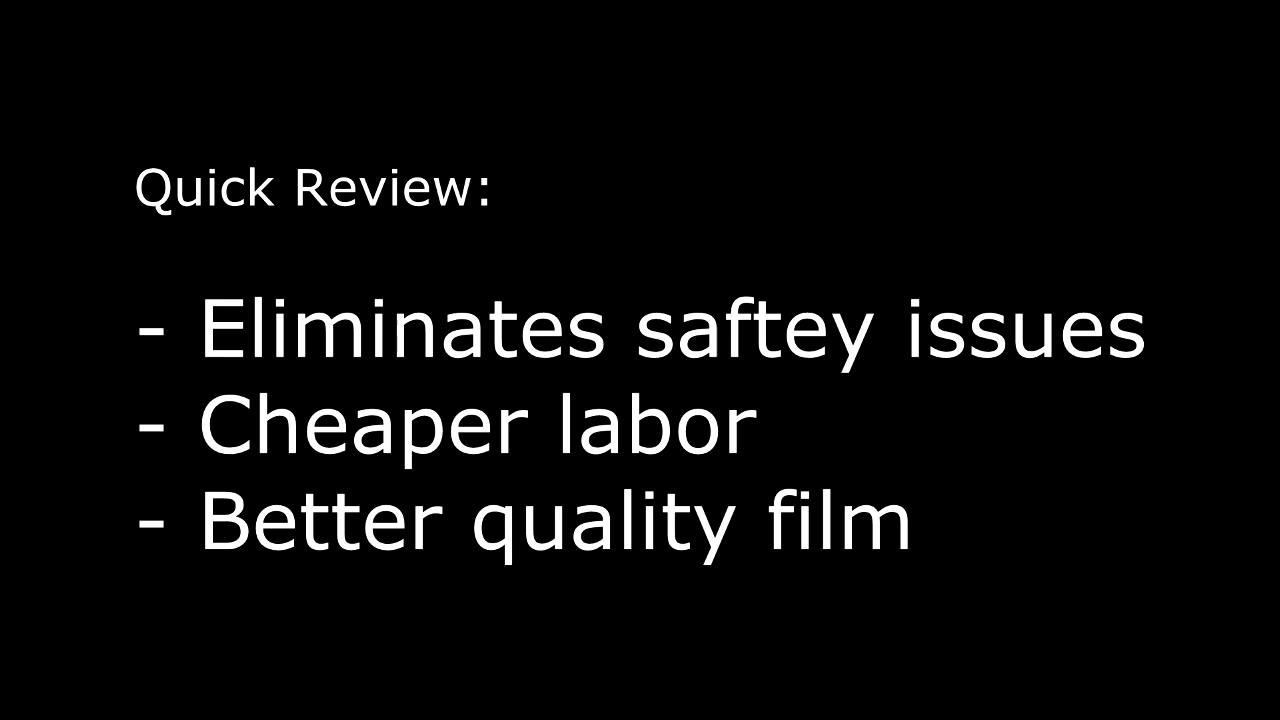 Quick Review:
- Eliminates saftey issues
- Cheaper labor
- Better quality film